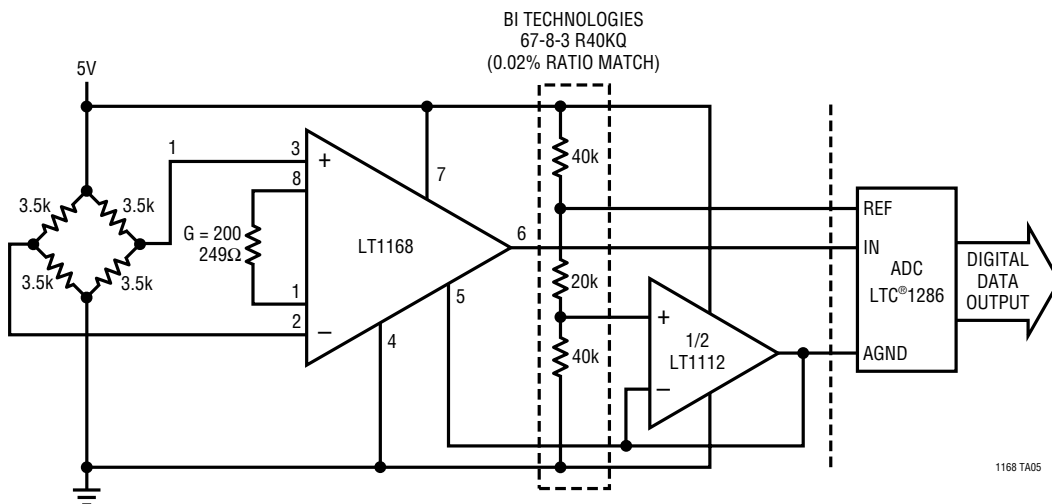 BI TECHNOLOGIES
67-8-3 R40KQ
(0.02% RATIO MATCH)
5V
1
3
+
8
7
40k
3.5k
3.5k
REF
G = 200
249Ω
LT1168
6
IN
ADC
LTC®1286
DIGITAL
DATA
OUTPUT
3.5k
3.5k
1
5
20k
2
–
4
+
1/2
LT1112
AGND
40k
–
1168 TA05